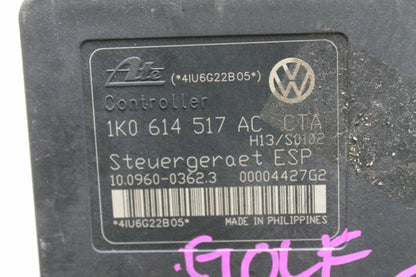 Ate (*4IU6G22B05*)
Controller
1K0 614 517 AC CTA
H13/S0102
Steuergeraet ESP
10.0960-0362.3 00004427G2
*4IU6G22B05* MADE IN PHILIPPINES
GOLF